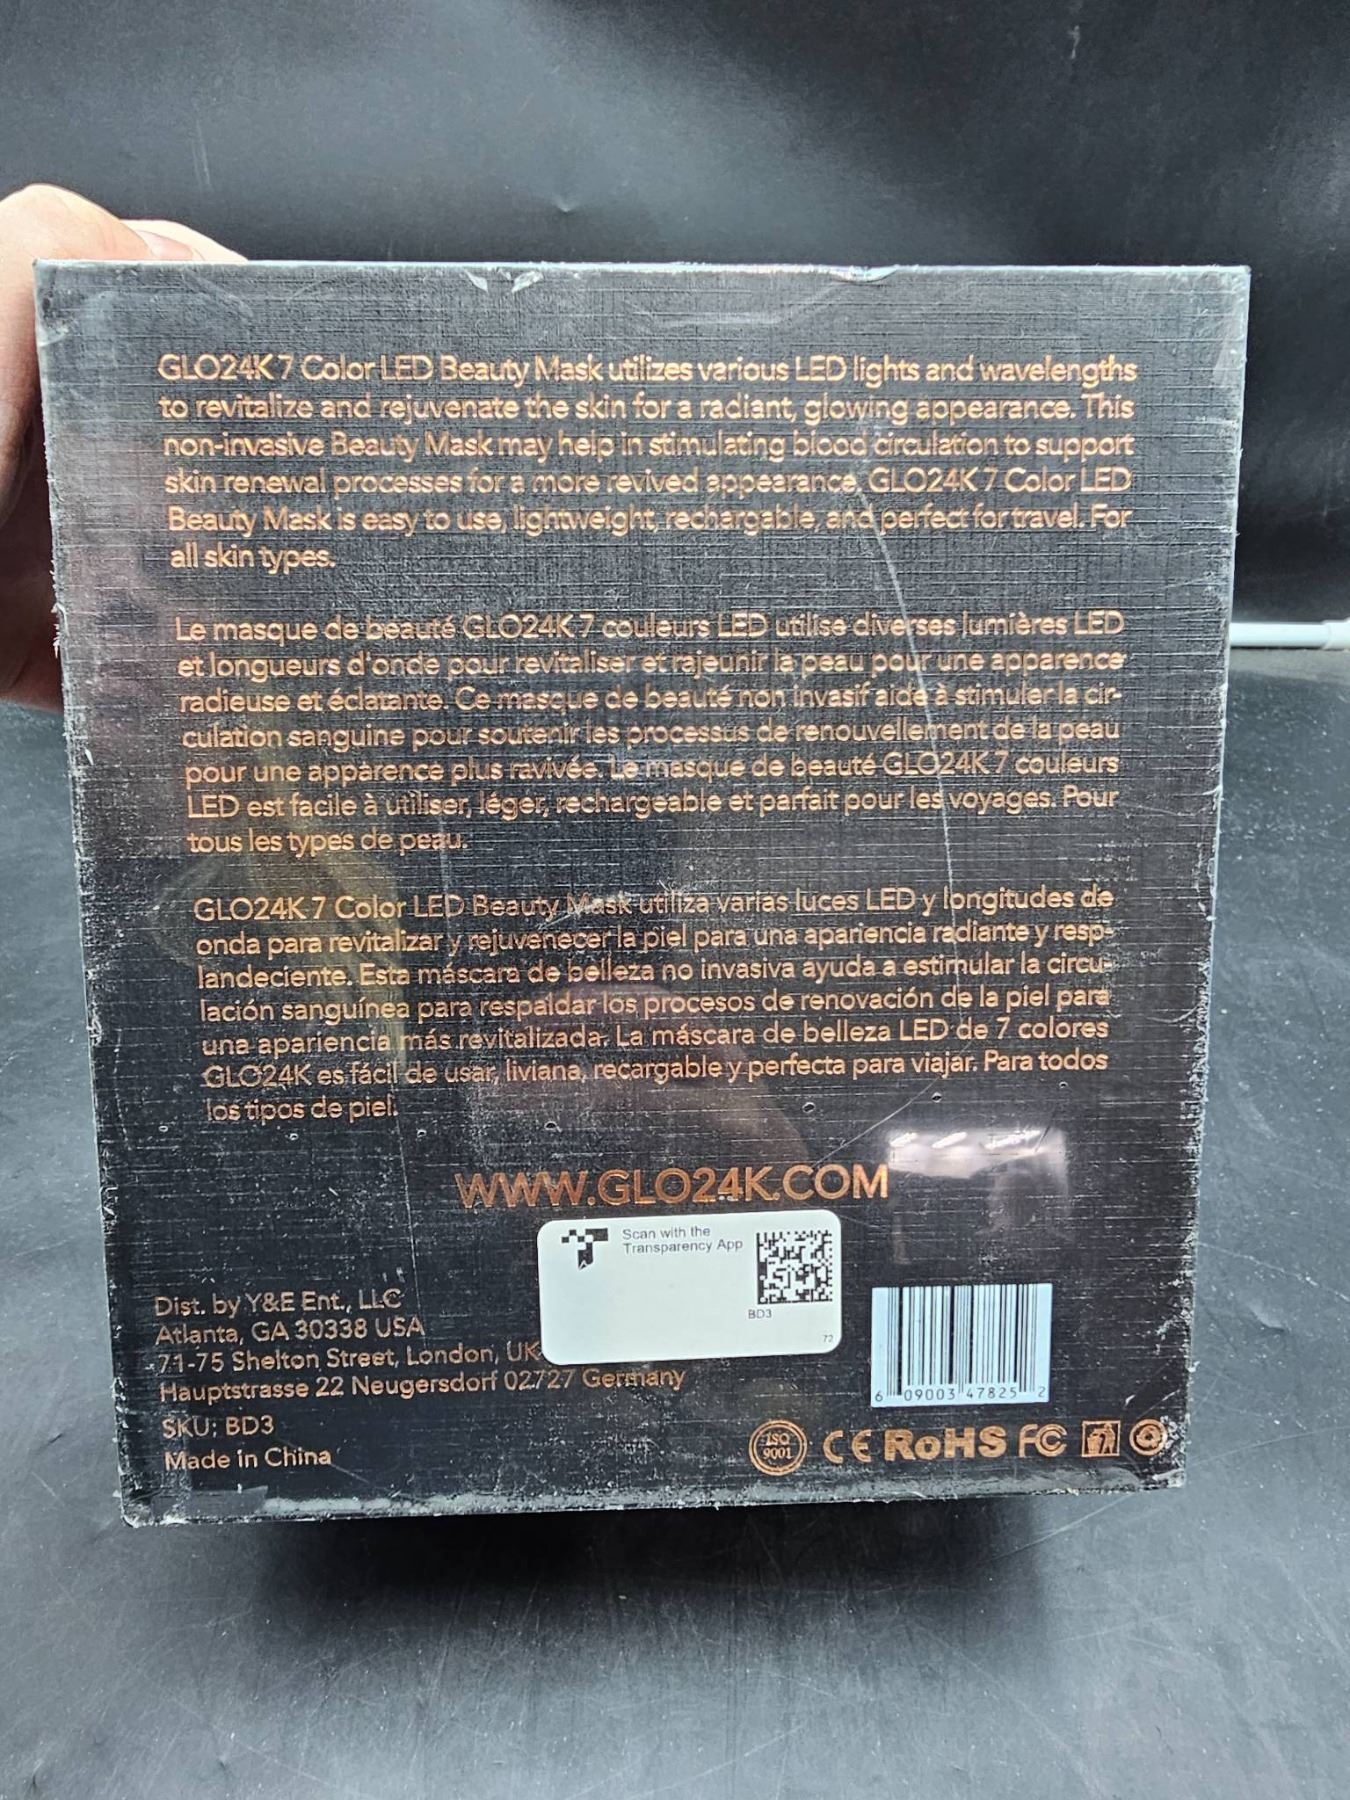 GLO24K 7 Color LED Beauty Mask utilizes various LED lights and wavelengths
to revitalize and rejuvenate the skin for a radiant, glowing appearance. This
non-invasive Beauty Mask may help in stimulating blood circulation to support
skin renewal processes for a more revived appearance. GLO24K 7 Color LED
Beauty Mask is easy to use, lightweight, rechargable, and perfect for travel. For
all skin types.
Le masque de beauté GLO24K 7 couleurs LED utilise diverses lumières LED
et longueurs d'onde pour revitaliser et rajeunir la peau pour une apparence
radieuse et éclatante. Ce masque de beauté non invasif aide à stimuler la cir-
culation sanguine pour soutenir les processus de renouvellement de la peau
pour une apparence plus ravivée. Le masque de beauté GLO24K 7 couleurs
LED est facile à utiliser, léger, rechargeable et parfait pour les voyages. Pour
tous les types de peau.
GLO24K 7 Color LED Beauty Mask utiliza varias luces LED y longitudes de
onda para revitalizar y rejuvenecer la piel para una apariencia radiante y resp-
landeciente. Esta máscara de belleza no invasiva ayuda a estimular la circu-
lación sanguínea para respaldar los procesos de renovación de la piel para
una apariencia más revitalizada. La máscara de belleza LED de 7 colores
GLO24K es fácil de usar, liviana, recargable y perfecta para viajar. Para todos
los tipos de piel.
WWW.GLO24K.COM
Scan with the
Transparency App
BD3
72
Dist. by Y&E Ent., LLC
Atlanta, GA 30338 USA
71-75 Shelton Street, London, UK
Hauptstrasse 22 Neugersdorf 02727 Germany
SKU: BD3
Made in China
6 09003 47825 2
ISO
9001
CE RoHS FC